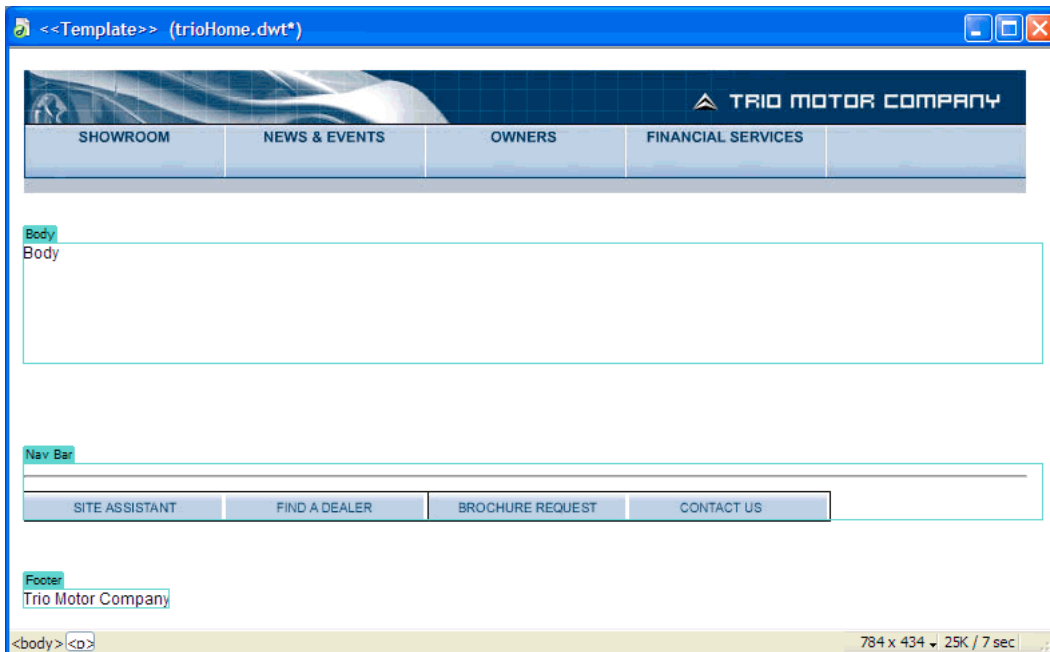 <<Template>> (trioHome.dwt*)
TRIO MOTOR COMPANY
SHOWROOM NEWS & EVENTS OWNERS FINANCIAL SERVICES
Body
Body
Nav Bar
SITE ASSISTANT FIND A DEALER BROCHURE REQUEST CONTACT US
Footer
Trio Motor Company
<body> <p> 784 x 434 25K / 7 sec